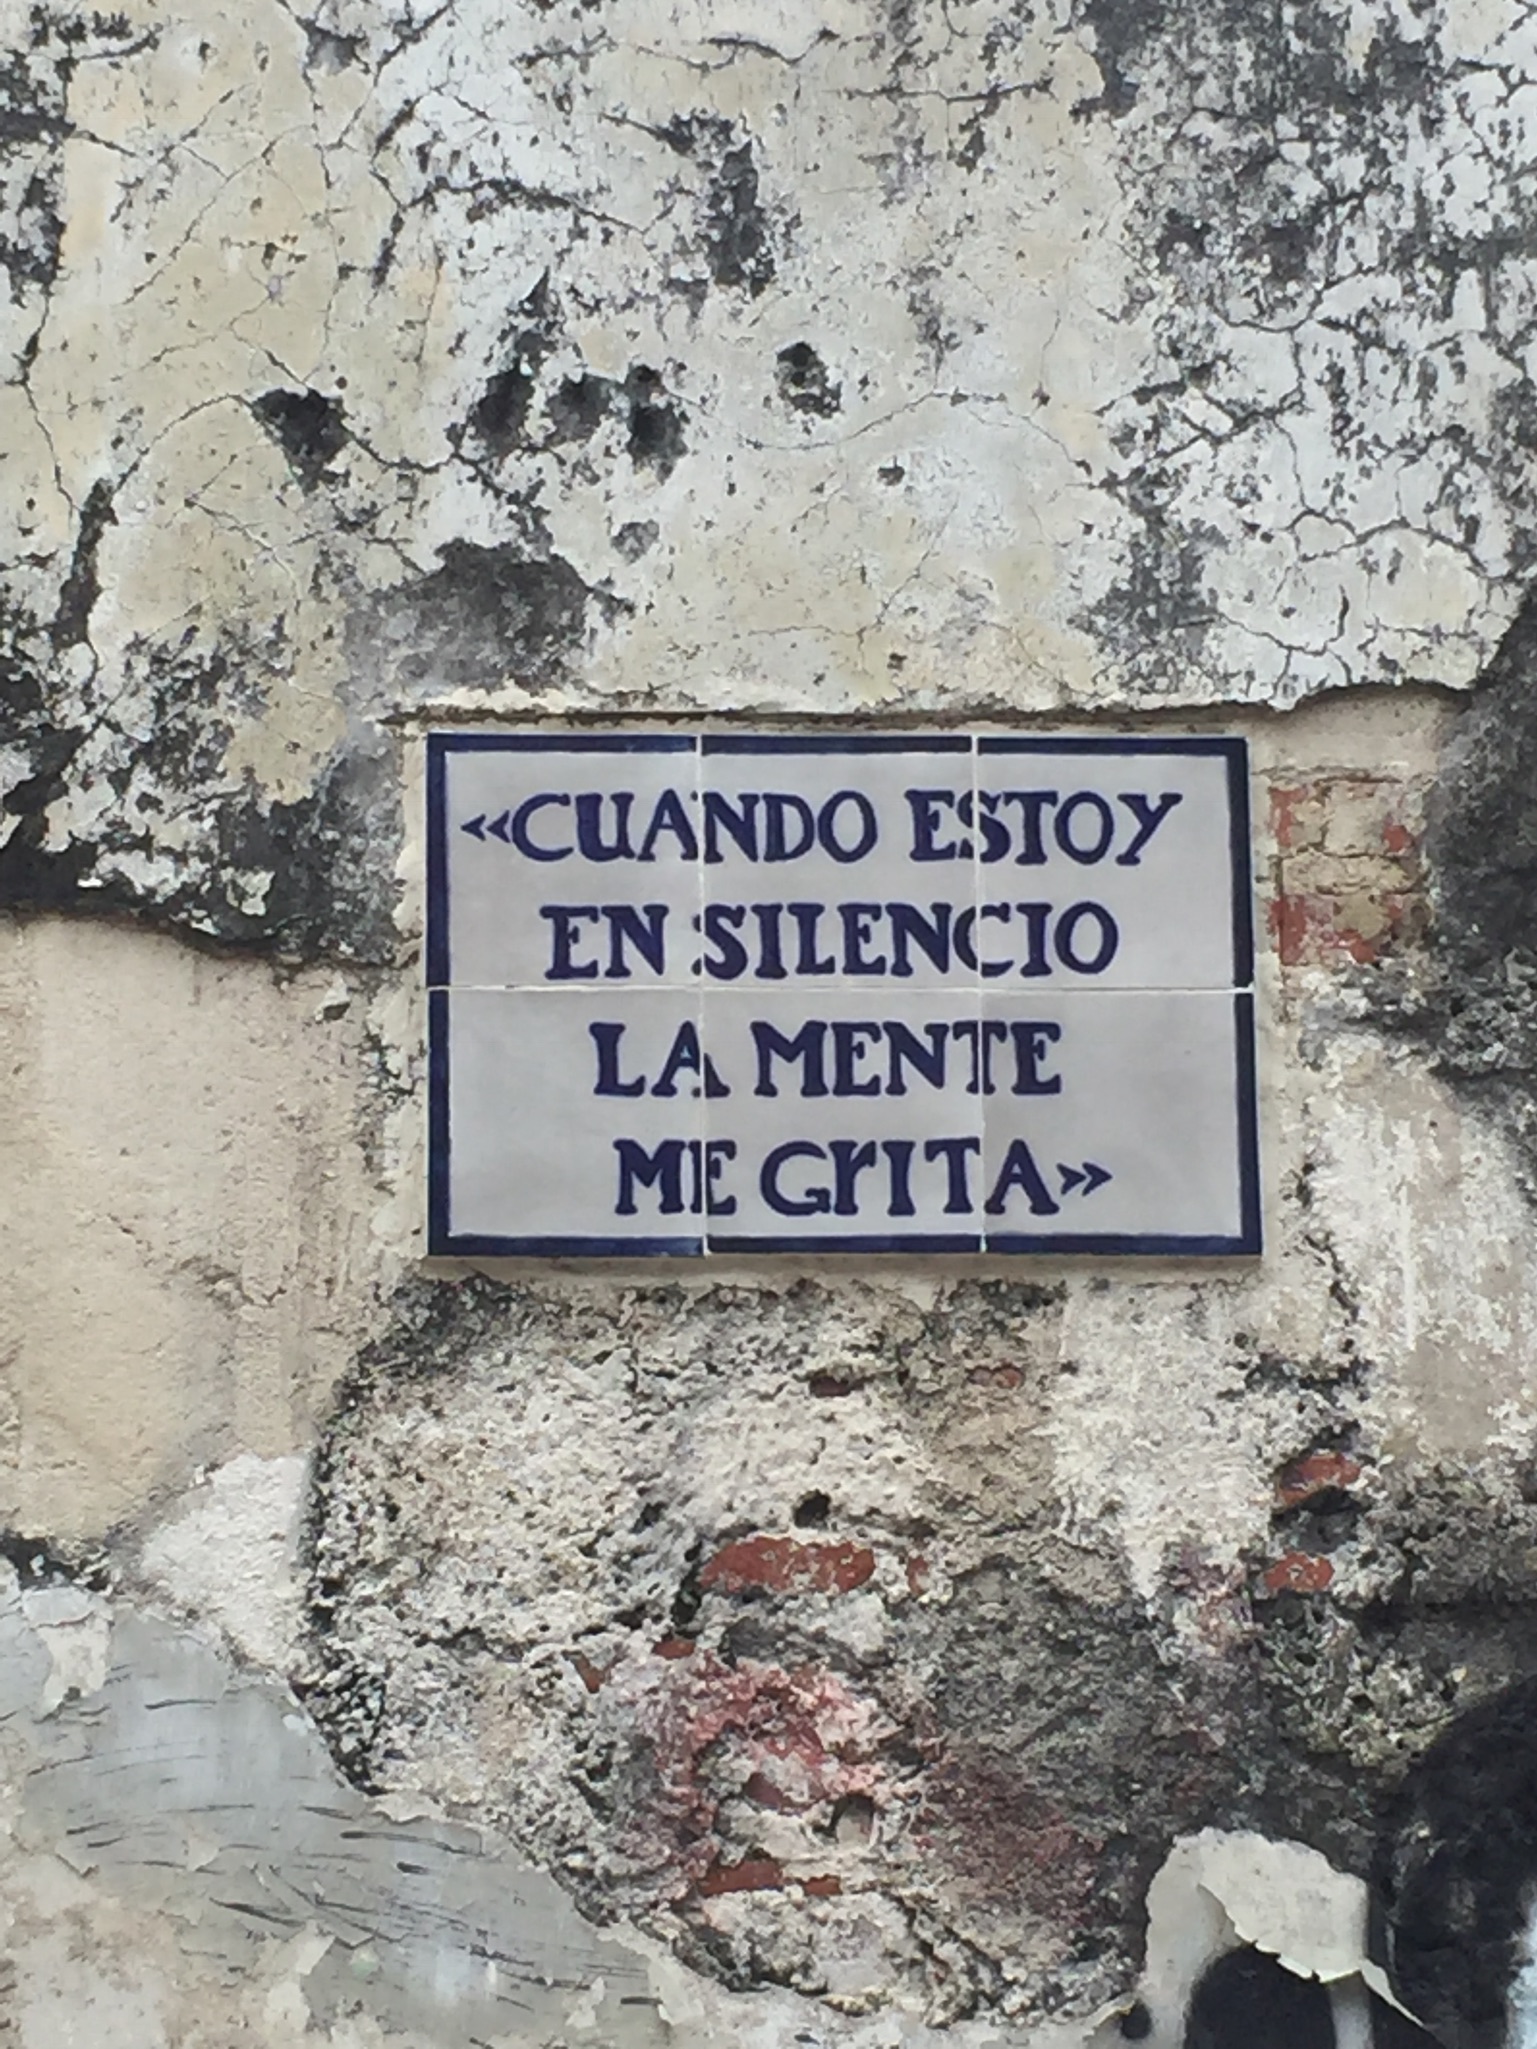 «CUANDO ESTOY
EN SILENCIO
LA MENTE
ME GrITA»